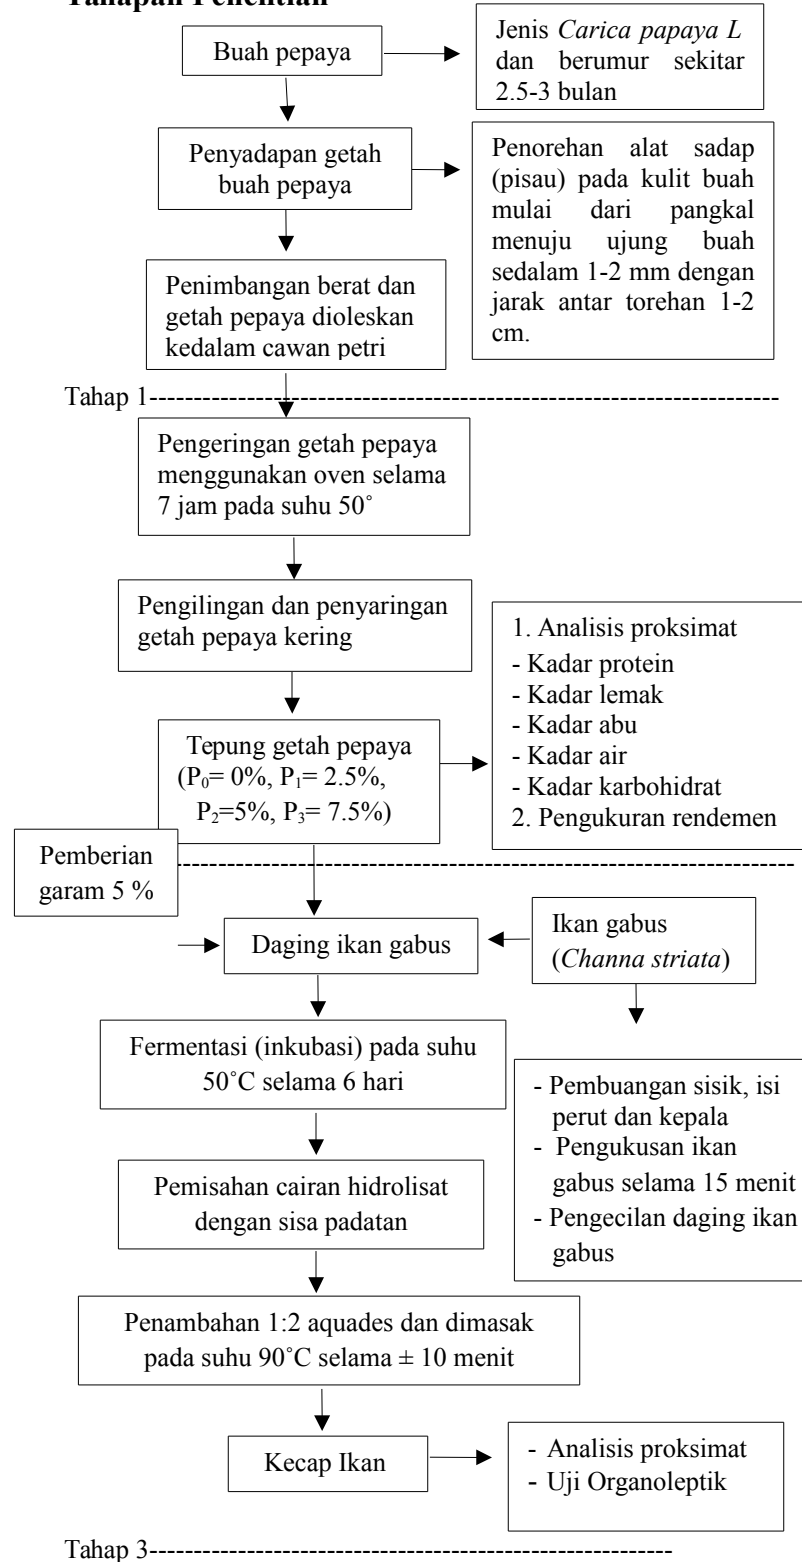 Tahapan Penelitian
Buah pepaya
Jenis Carica papaya L
dan berumur sekitar
2.5-3 bulan
Penyadapan getah
buah pepaya
Penorehan alat sadap
(pisau) pada kulit buah
mulai dari pangkal
menuju ujung buah
sedalam 1-2 mm dengan
jarak antar torehan 1-2
cm.
Penimbangan berat dan
getah pepaya dioleskan
kedalam cawan petri
Tahap 1----------------------------------------------------------------------
Pengeringan getah pepaya
menggunakan oven selama
7 jam pada suhu 50˚
Pengilingan dan penyaringan
getah pepaya kering
1. Analisis proksimat
- Kadar protein
- Kadar lemak
- Kadar abu
- Kadar air
- Kadar karbohidrat
2. Pengukuran rendemen
Tepung getah pepaya
(P₀= 0%, P₁= 2.5%,
P₂=5%, P₃= 7.5%)
Pemberian
garam 5 %
----------------------------------------------------------------------
Daging ikan gabus
Ikan gabus
(Channa striata)
Fermentasi (inkubasi) pada suhu
50˚C selama 6 hari
- Pembuangan sisik, isi
perut dan kepala
- Pengukusan ikan
gabus selama 15 menit
- Pengecilan daging ikan
gabus
Pemisahan cairan hidrolisat
dengan sisa padatan
Penambahan 1:2 aquades dan dimasak
pada suhu 90˚C selama ± 10 menit
Kecap Ikan
- Analisis proksimat
- Uji Organoleptik
Tahap 3----------------------------------------------------------